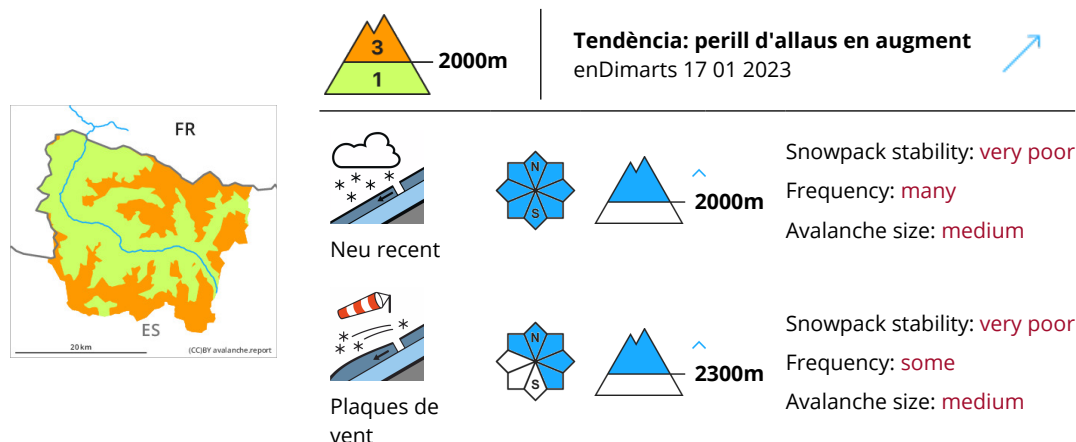 3
1
2000m
Tendència: perill d'allaus en augment
enDimarts 17 01 2023
FR
ES
20 km
(CC)BY avalanche.report
Neu recent
N
S
2000m
Snowpack stability: very poor
Frequency: many
Avalanche size: medium
Plaques de
vent
N
S
2300m
Snowpack stability: very poor
Frequency: some
Avalanche size: medium